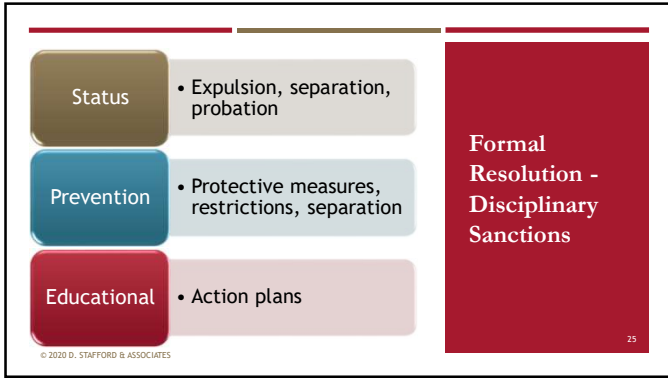 Status
• Expulsion, separation,
probation
Prevention
• Protective measures,
restrictions, separation
Educational
• Action plans
Formal
Resolution -
Disciplinary
Sanctions
25
© 2020 D. STAFFORD & ASSOCIATES